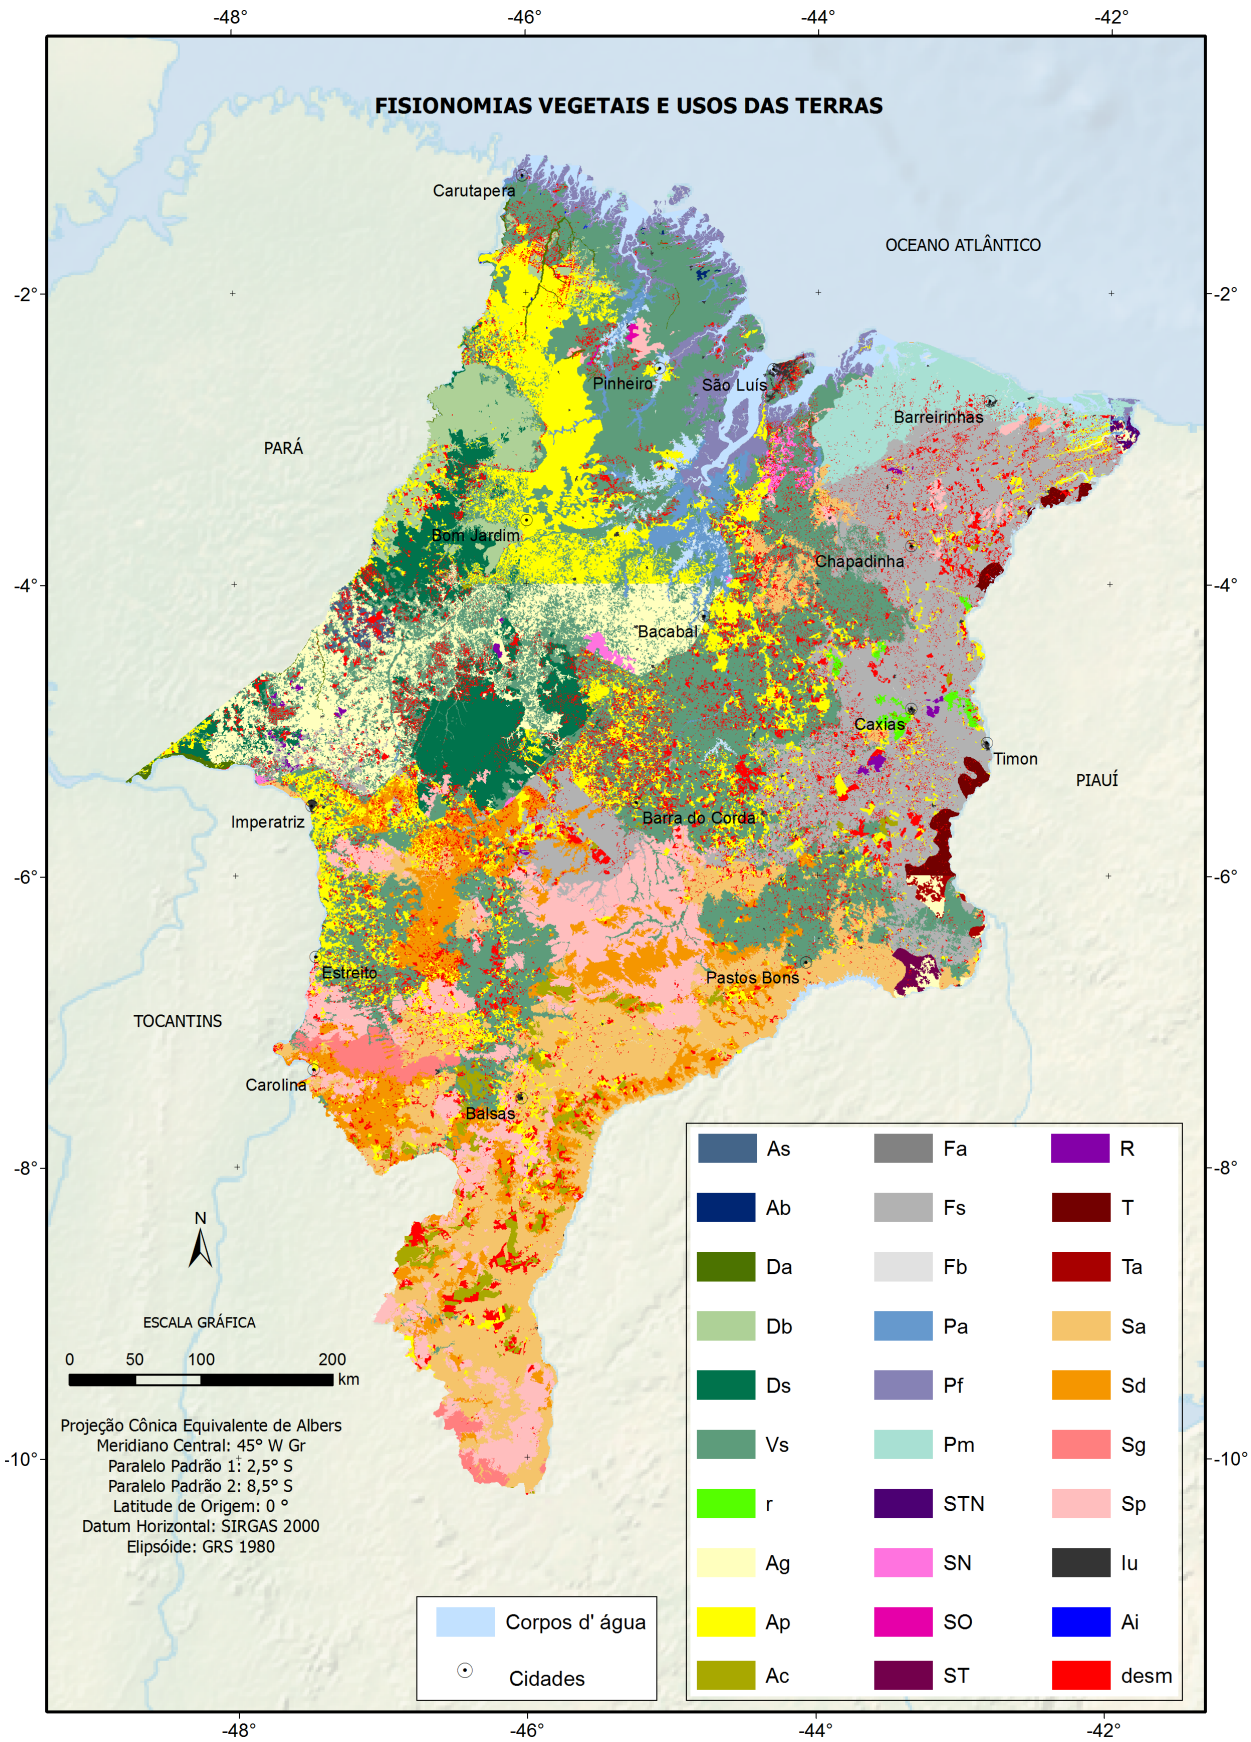 -48°
-46°
-44°
-42°
FISIONOMIAS VEGETAIS E USOS DAS TERRAS
Carutapera
OCEANO ATLÂNTICO
-2°
-2°
Pinheiro
São Luís
Barreirinhas
PARÁ
Bom Jardim
Chapadinha
-4°
-4°
Bacabal
Caxias
Timon
PIAUÍ
Imperatriz
Barra do Corda
-6°
-6°
Estreito
Pastos Bons
TOCANTINS
Carolina
Balsas
-8°
-8°
N
ESCALA GRÁFICA
0 50 100 200
km
Projeção Cônica Equivalente de Albers
Meridiano Central: 45° W Gr
Paralelo Padrão 1: 2,5° S
Paralelo Padrão 2: 8,5° S
Latitude de Origem: 0 °
Datum Horizontal: SIRGAS 2000
Elipsóide: GRS 1980
-10°
-10°
As Fa R
Ab Fs T
Da Fb Ta
Db Pa Sa
Ds Pf Sd
Vs Pm Sg
r STN Sp
Ag SN Iu
Ap SO Ai
Ac ST desm
Corpos d' água
Cidades
-48°
-46°
-44°
-42°